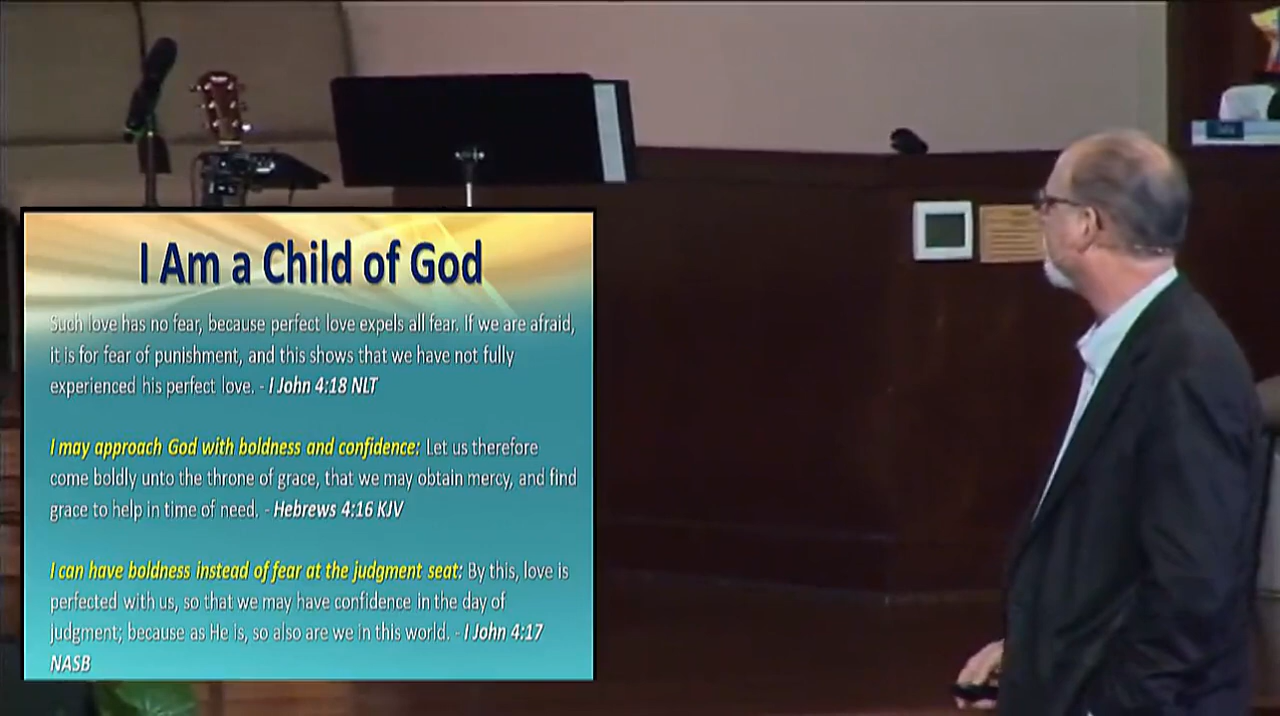 I Am a Child of God
Such love has no fear, because perfect love expels all fear. If we are afraid,
it is for fear of punishment, and this shows that we have not fully
experienced his perfect love. - I John 4:18 NLT
I may approach God with boldness and confidence: Let us therefore
come boldly unto the throne of grace, that we may obtain mercy, and find
grace to help in time of need. - Hebrews 4:16 KJV
I can have boldness instead of fear at the judgment seat: By this, love is
perfected with us, so that we may have confidence in the day of
judgment; because as He is, so also are we in this world. - I John 4:17
NASB